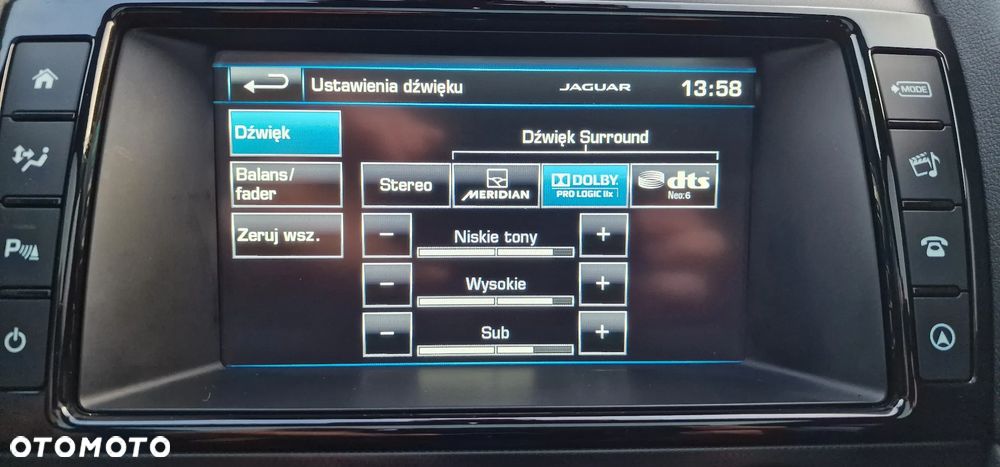 Ustawienia dźwięku JAGUAR 13:58
Dźwięk
Dźwięk Surround
Balans/
fader
Stereo
MERIDIAN
DOLBY
PRO LOGIC IIx
dts
Neo:6
Zeruj wsz.
- Niskie tony +
- Wysokie +
- Sub +
MODE
P
OTOMOTO